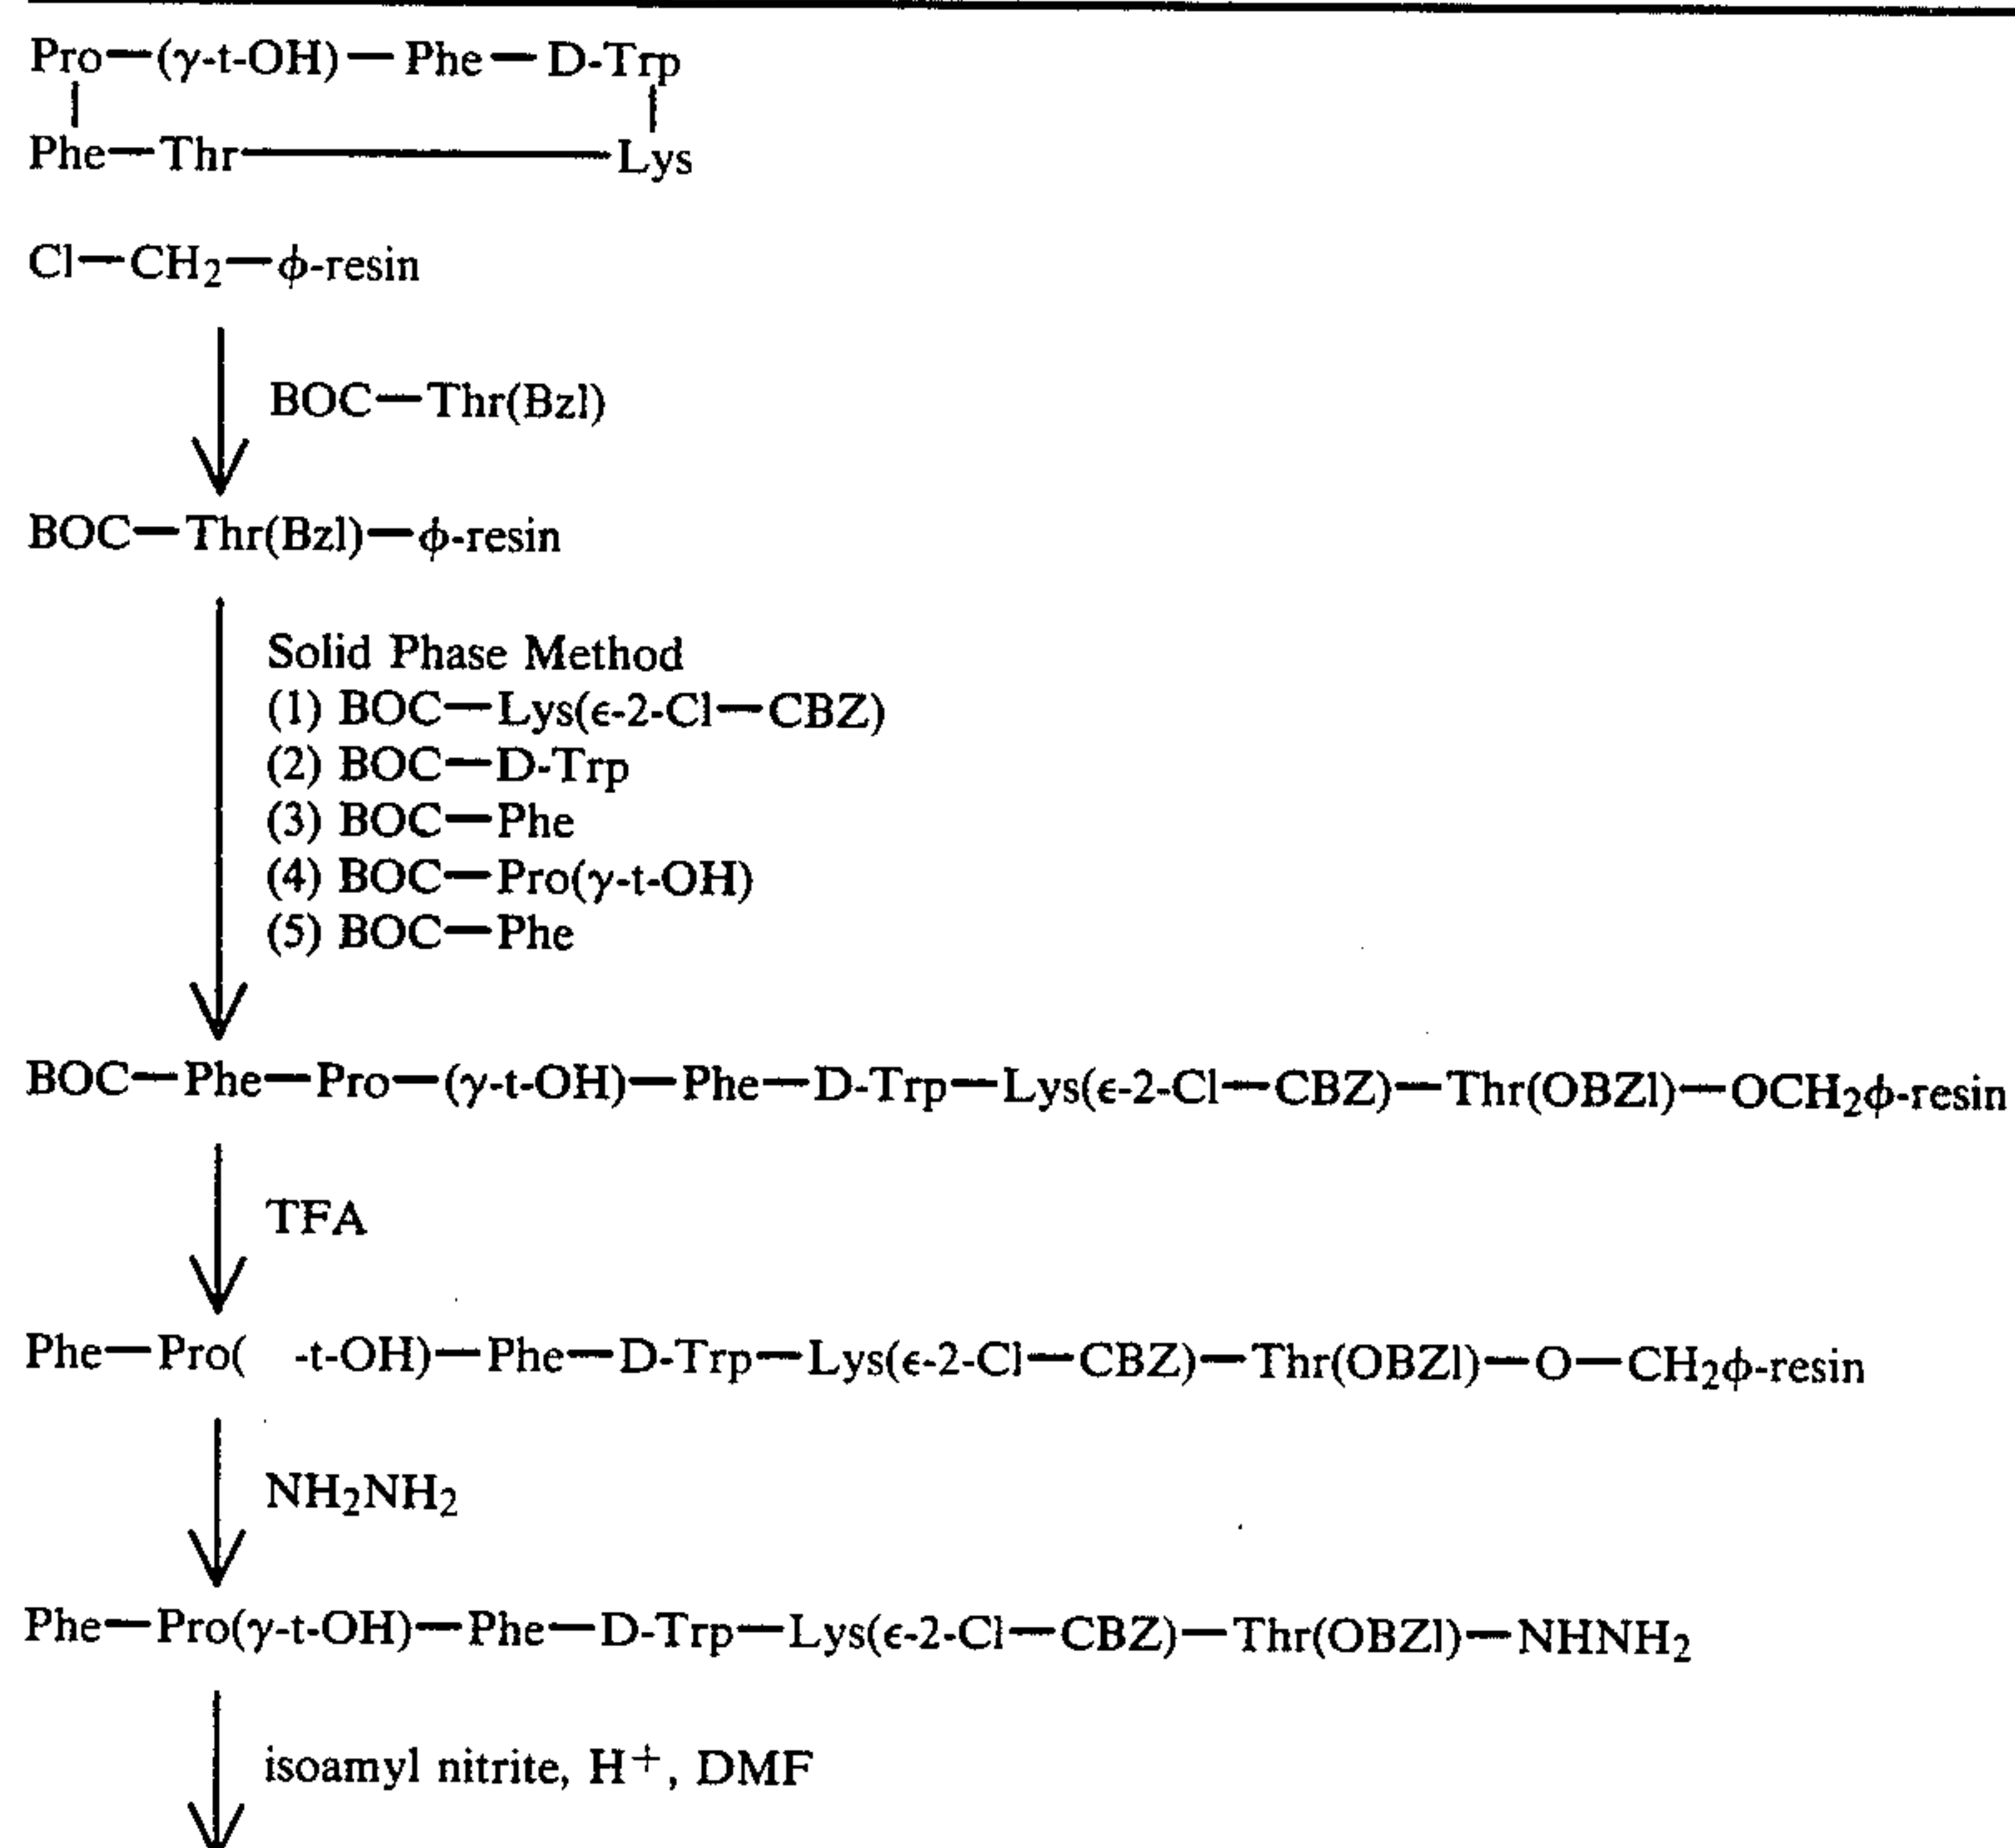 Pro—(γ-t-OH)—Phe—D-Trp
Phe—Thr—Lys
Cl—CH₂—ϕ-resin
BOC—Thr(Bzl)
BOC—Thr(Bzl)—ϕ-resin
Solid Phase Method
(1) BOC—Lys(ϵ-2-Cl—CBZ)
(2) BOC—D-Trp
(3) BOC—Phe
(4) BOC—Pro(γ-t-OH)
(5) BOC—Phe
BOC—Phe—Pro—(γ-t-OH)—Phe—D-Trp—Lys(ϵ-2-Cl—CBZ)—Thr(OBZl)—OCH₂ϕ-resin
TFA
Phe—Pro( -t-OH)—Phe—D-Trp—Lys(ϵ-2-Cl—CBZ)—Thr(OBZl)—O—CH₂ϕ-resin
NH₂NH₂
Phe—Pro(γ-t-OH)—Phe—D-Trp—Lys(ϵ-2-Cl—CBZ)—Thr(OBZl)—NHNH₂
isoamyl nitrite, H⁺, DMF